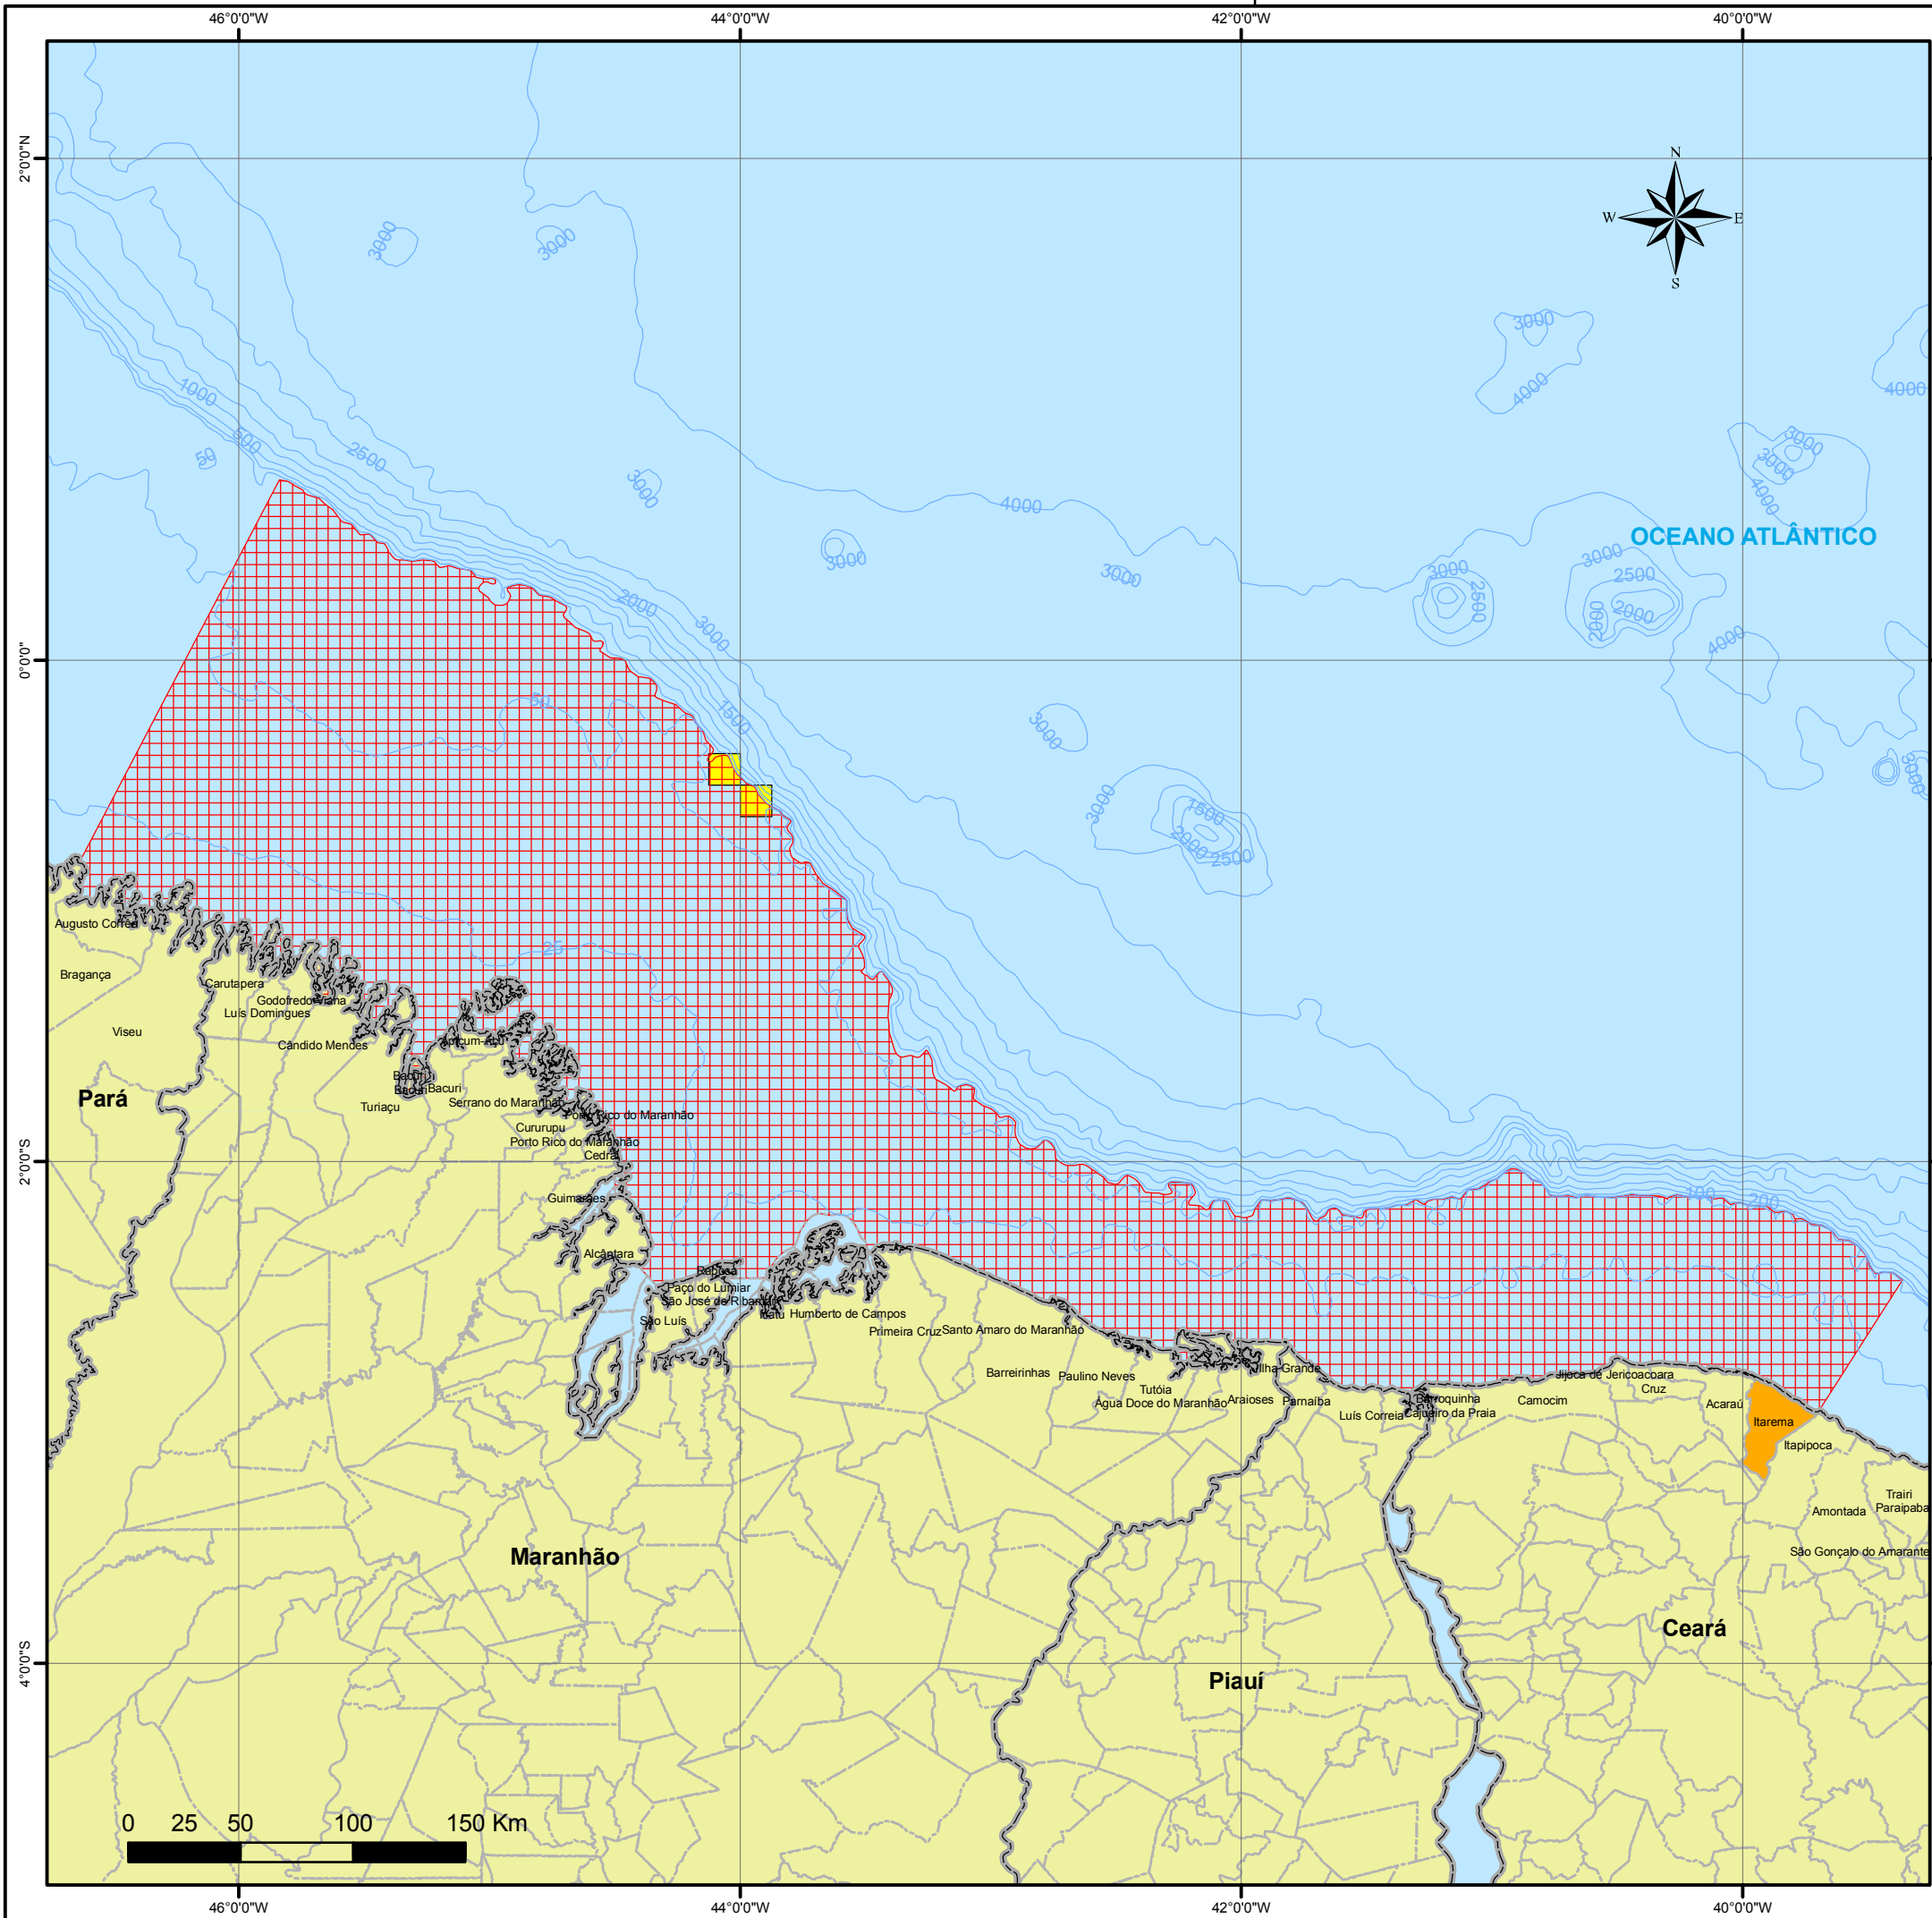 46°0'0"W
44°0'0"W
42°0'0"W
40°0'0"W
2°0'0"N
N
W
E
S
3000
3000
3000
4000
4000
1000
500
50
2500
3000
3000
3000
4000
3000
4000
OCEANO ATLÂNTICO
3000
3000
3000
3000
2500
2500
2000
2000
2000
3000
4000
0°0'0"
50
1500
3000
3000
3000
1500
2000
2500
25
Augusto Corrêa
Bragança
Carutapera
Godofredo Viana
Luís Domingues
Viseu
Cândido Mendes
Apicum-Açu
Bacuri
Bacuri
Bacuri
Pará
Turiaçu
Serrano do Maranhão
Porto Rico do Maranhão
Cururupu
Porto Rico do Maranhão
Cedral
2°0'0"S
Guimarães
100
200
Alcântara
Raposa
Paço do Lumiar
São José de Ribamar
São Luís
Icatu
Humberto de Campos
Primeira Cruz
Santo Amaro do Maranhão
Barreirinhas
Paulino Neves
Tutóia
Água Doce do Maranhão
Araioses
Ilha Grande
Parnaíba
Luís Correia
Barroquinha
Cajueiro da Praia
Camocim
Jijoca de Jericoacoara
Cruz
Acaraú
Itarema
Itapipoca
Trairi
Paraipaba
Amontada
São Gonçalo do Amarante
Maranhão
Ceará
Piauí
4°0'0"S
0 25 50 100 150 Km
46°0'0"W
44°0'0"W
42°0'0"W
40°0'0"W